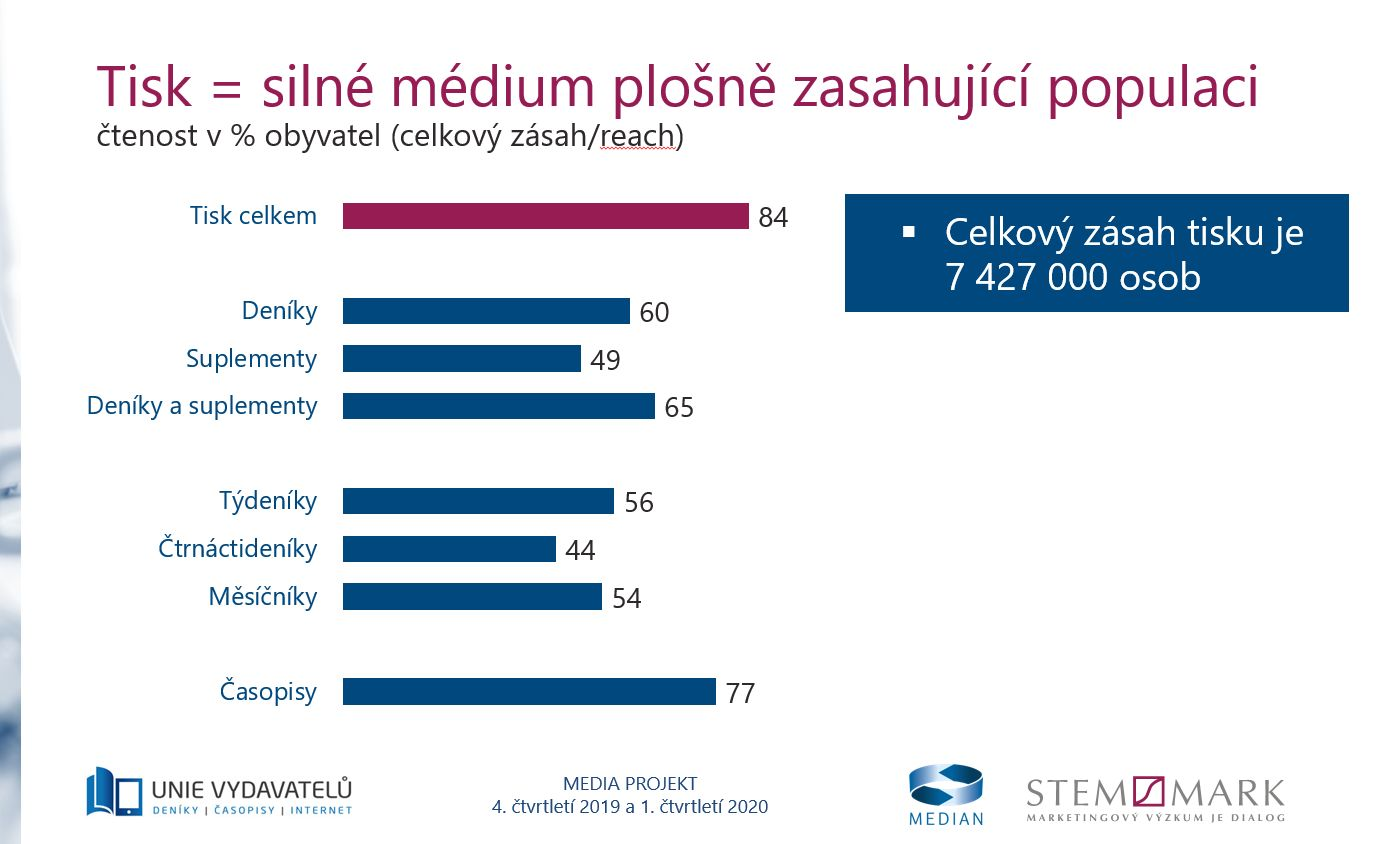 Tisk = silné médium plošně zasahující populaci
čtenost v % obyvatel (celkový zásah/reach)
Tisk celkem 84
▪ Celkový zásah tisku je
7 427 000 osob
Deníky 60
Suplementy 49
Deníky a suplementy 65
Týdeníky 56
Čtrnáctideníky 44
Měsíčníky 54
Časopisy 77
UNIE VYDAVATELŮ
DENÍKY | ČASOPISY | INTERNET
MEDIA PROJEKT
4. čtvrtletí 2019 a 1. čtvrtletí 2020
MEDIAN
STEM MARK
MARKETINGOVÝ VÝZKUM JE DIALOG